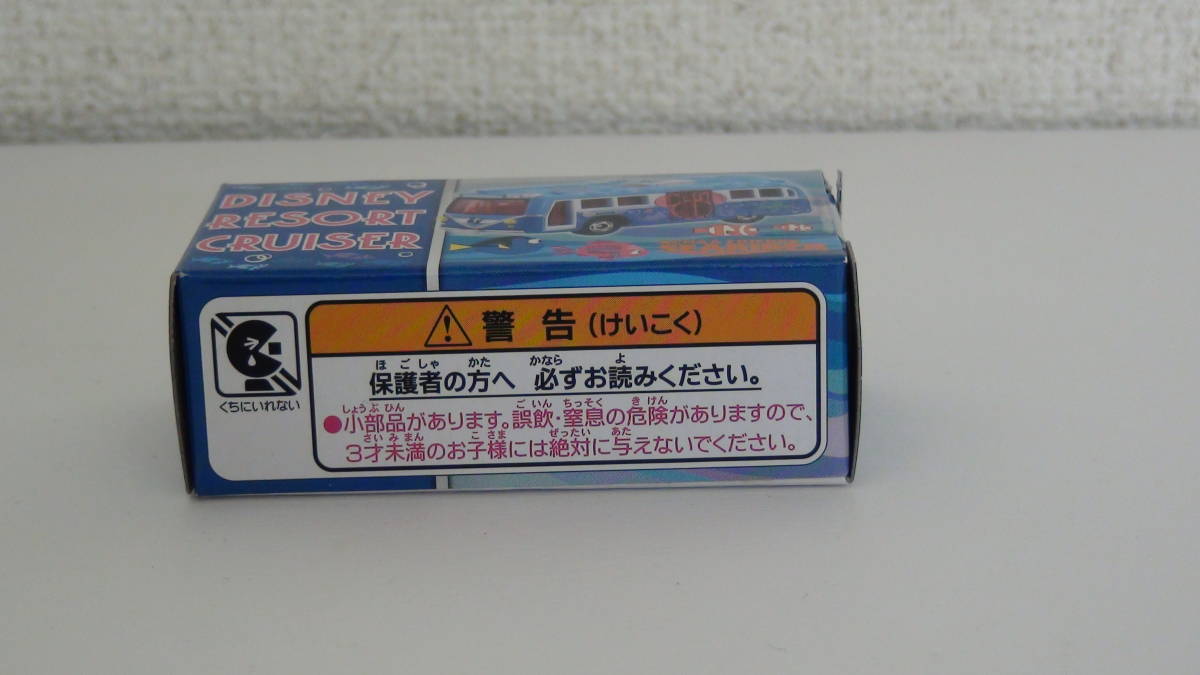 DISNEY
RESORT
CRUISER
警告(けいこく)
ほごしゃ かた かなら よ
保護者の方へ 必ずお読みください。
くちにいれない
しょうぶひん ごいん ちっそく きけん
●小部品があります。誤飲・窒息の危険がありますので、
さいみまん こさま ぜったい あた
3才未満のお子様には絶対に与えないでください。